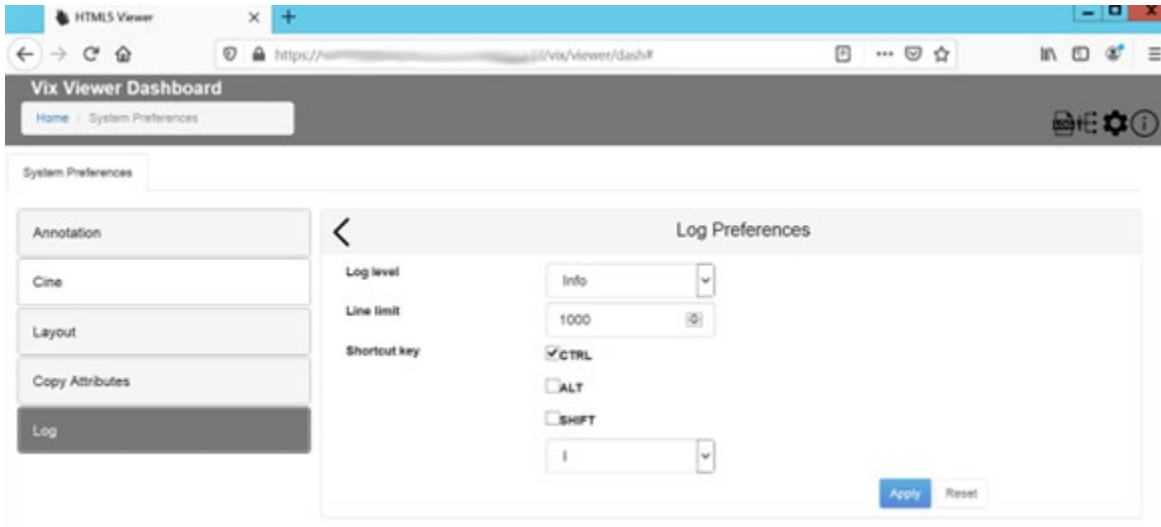 HTML5 Viewer
https:// /vix/viewer/dash#
Vix Viewer Dashboard
Home / System Preferences
System Preferences
Annotation
Cine
Layout
Copy Attributes
Log
Log Preferences
Log level
Info
Line limit
1000
Shortcut key
CTRL
ALT
SHIFT
I
Apply Reset